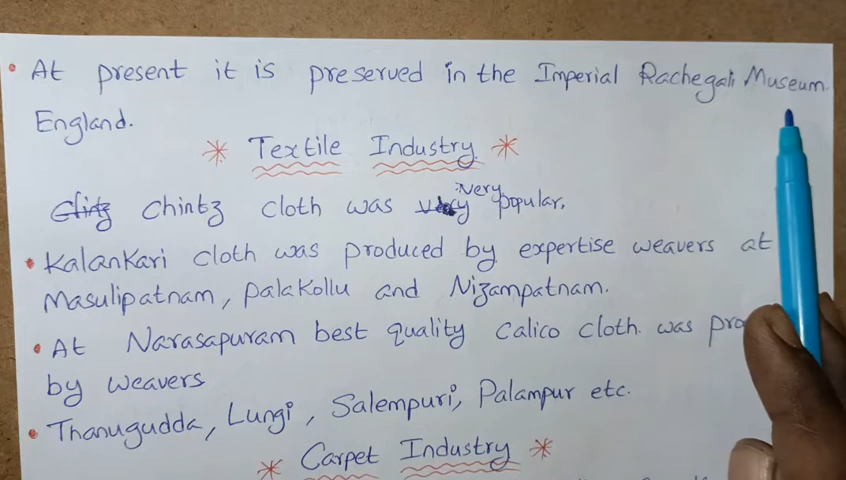 At present it is preserved in the Imperial Rachegali Museum.
England.
Textile Industry
Chintz cloth was very popular.
Kalankari cloth was produced by expertise weavers at
Masulipatnam, palakollu and Nizampatnam.
At Narasapuram best quality calico cloth. was
by weavers
Thanugudda, Lungi, Salempuri, Palampur etc.
Carpet Industry